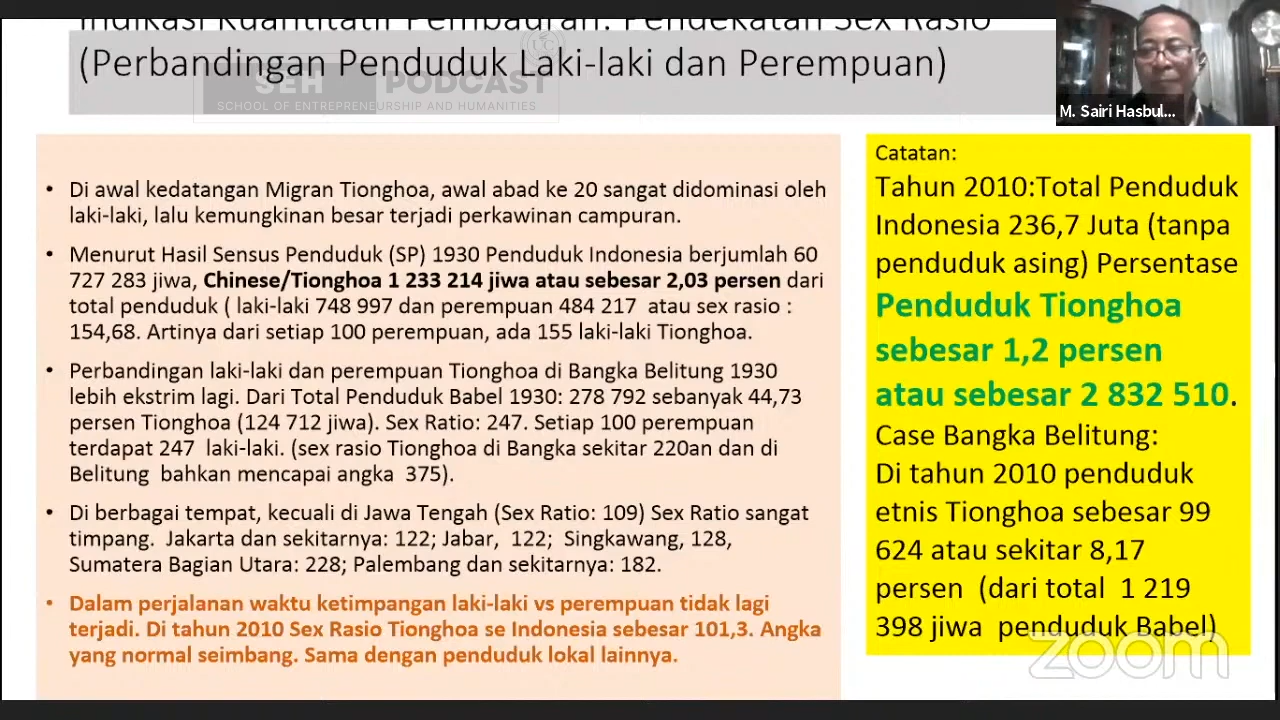 Indikasi Kuantitatif Pembauran: Pendekatan Sex Rasio
(Perbandingan Penduduk Laki-laki dan Perempuan)
SEH PODCAST
SCHOOL OF ENTREPRENEURSHIP AND HUMANITIES
M. Sairi Hasbul...
• Di awal kedatangan Migran Tionghoa, awal abad ke 20 sangat didominasi oleh
laki-laki, lalu kemungkinan besar terjadi perkawinan campuran.
• Menurut Hasil Sensus Penduduk (SP) 1930 Penduduk Indonesia berjumlah 60
727 283 jiwa, Chinese/Tionghoa 1 233 214 jiwa atau sebesar 2,03 persen dari
total penduduk ( laki-laki 748 997 dan perempuan 484 217 atau sex rasio :
154,68. Artinya dari setiap 100 perempuan, ada 155 laki-laki Tionghoa.
• Perbandingan laki-laki dan perempuan Tionghoa di Bangka Belitung 1930
lebih ekstrim lagi. Dari Total Penduduk Babel 1930: 278 792 sebanyak 44,73
persen Tionghoa (124 712 jiwa). Sex Ratio: 247. Setiap 100 perempuan
terdapat 247 laki-laki. (sex rasio Tionghoa di Bangka sekitar 220an dan di
Belitung bahkan mencapai angka 375).
• Di berbagai tempat, kecuali di Jawa Tengah (Sex Ratio: 109) Sex Ratio sangat
timpang. Jakarta dan sekitarnya: 122; Jabar, 122; Singkawang, 128,
Sumatera Bagian Utara: 228; Palembang dan sekitarnya: 182.
• Dalam perjalanan waktu ketimpangan laki-laki vs perempuan tidak lagi
terjadi. Di tahun 2010 Sex Rasio Tionghoa se Indonesia sebesar 101,3. Angka
yang normal seimbang. Sama dengan penduduk lokal lainnya.
Catatan:
Tahun 2010:Total Penduduk
Indonesia 236,7 Juta (tanpa
penduduk asing) Persentase
Penduduk Tionghoa
sebesar 1,2 persen
atau sebesar 2 832 510.
Case Bangka Belitung:
Di tahun 2010 penduduk
etnis Tionghoa sebesar 99
624 atau sekitar 8,17
persen (dari total 1 219
398 jiwa penduduk Babel)
zoom